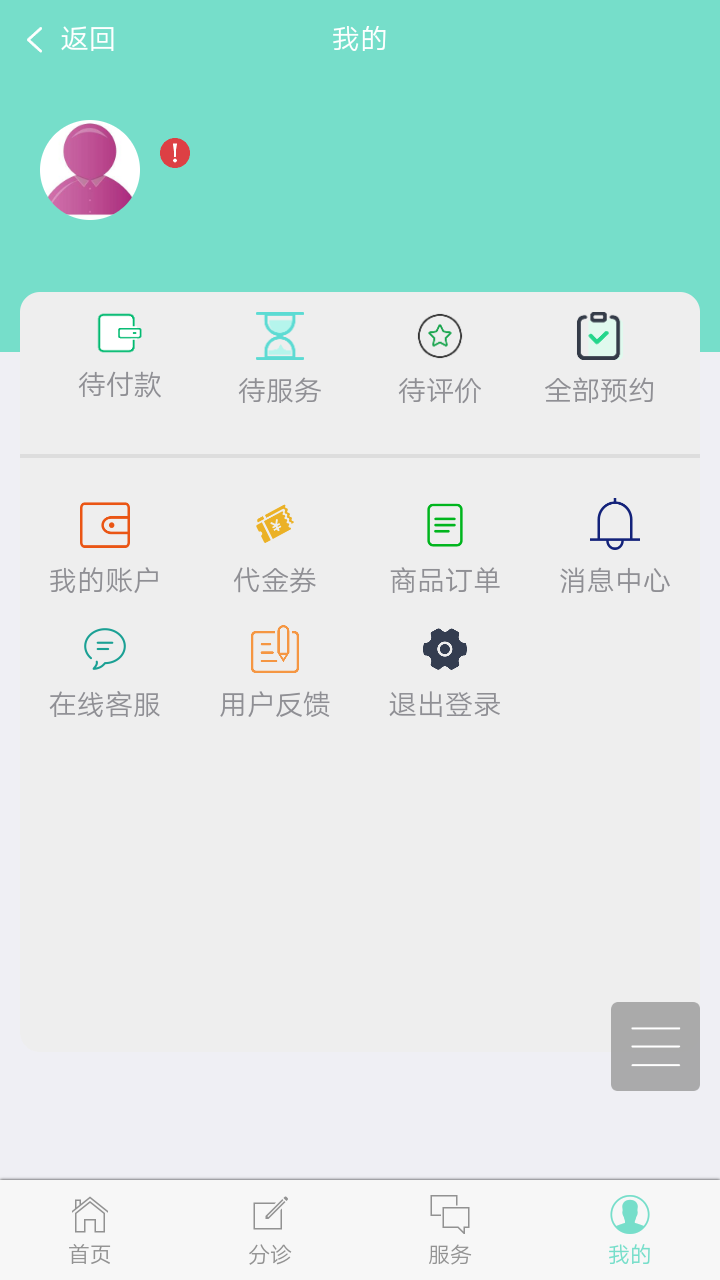 返回
我的
待付款
待服务
待评价
全部预约
我的账户
代金券
商品订单
消息中心
在线客服
用户反馈
退出登录
首页
分诊
服务
我的